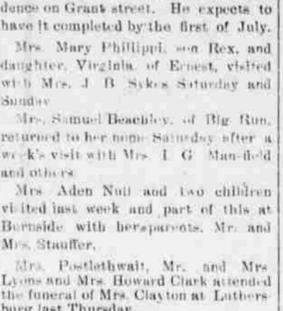 dence on Grant street. He expects to
have it completed by the first of July.
Mrs. Mary Phillippi, son Rex, and
daughter, Virginia, of Ernest, visited
with Mrs. J B Sykes Saturday and
Sunday
Mrs. Samuel Beachley, of Big Run,
returned to her home Saturday after a
week's visit with Mrs. I. G Mansfield
and others
Mrs Aden Null and two children
visited last week and part of this at
Burnside with hersparents, Mr. and
Mrs. Stauffer.
Mrs. Postlethwait, Mr. and Mrs
Lyons and Mrs. Howard Clark attended
the funeral of Mrs. Clayton at Luthers-
burg last Thursday